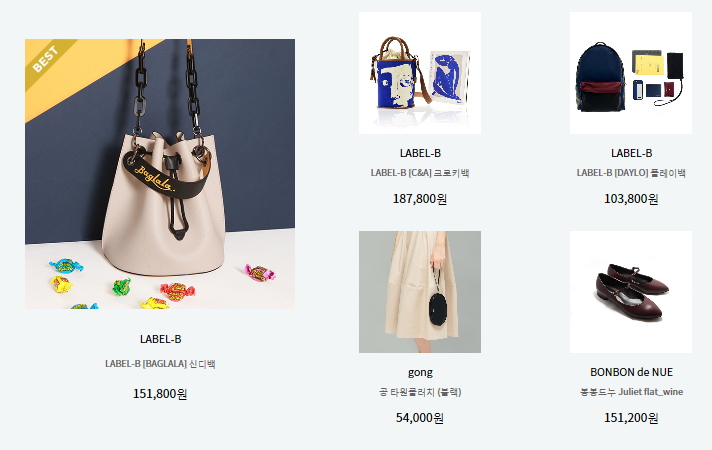 BEST
Baglala
LABEL-B
LABEL-B [BAGLALA] 신디백
151,800원
LABEL-B
LABEL-B [C&A] 크로키백
187,800원
LABEL-B
LABEL-B [DAYLO] 플레이백
103,800원
gong
공 타원클러치 (블랙)
54,000원
BONBON de NUE
봉봉드누 Juliet flat_wine
151,200원